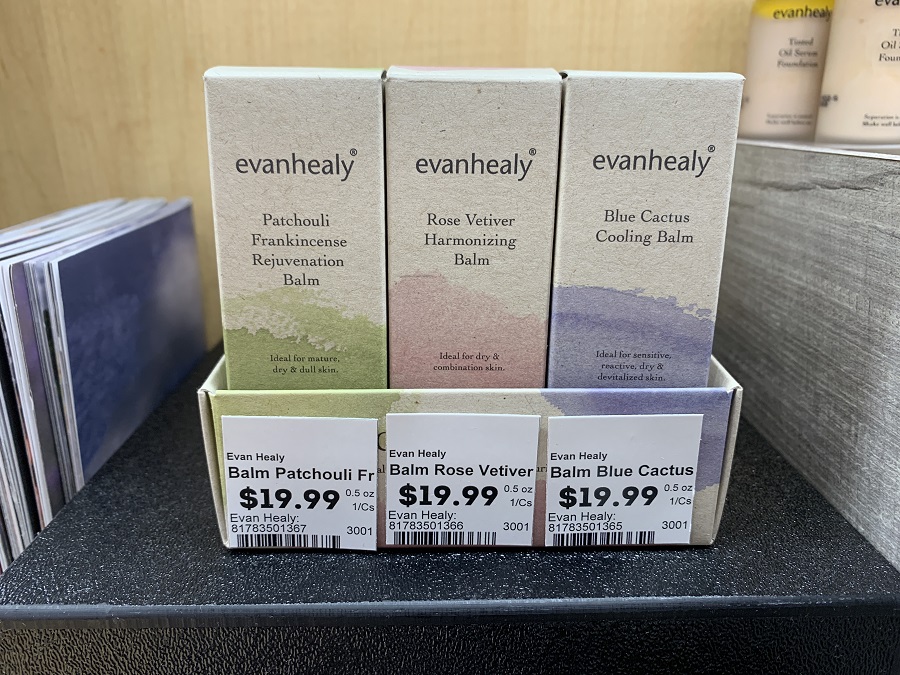 evanhealy®
Patchouli
Frankincense
Rejuvenation
Balm
Ideal for mature,
dry & dull skin.
evanhealy®
Rose Vetiver
Harmonizing
Balm
Ideal for dry &
combination skin.
evanhealy®
Blue Cactus
Cooling Balm
Ideal for sensitive,
reactive, dry &
devitalized skin.
evanhealy
Tinted
Oil Serum
Foundation
Evan Healy
Balm Patchouli Fr
$19.99 0.5 oz
1/Cs
Evan Healy:
81783501367 3001
Evan Healy
Balm Rose Vetiver
$19.99 0.5 oz
1/Cs
Evan Healy:
81783501366 3001
Evan Healy
Balm Blue Cactus
$19.99 0.5 oz
1/Cs
Evan Healy:
81783501365 3001